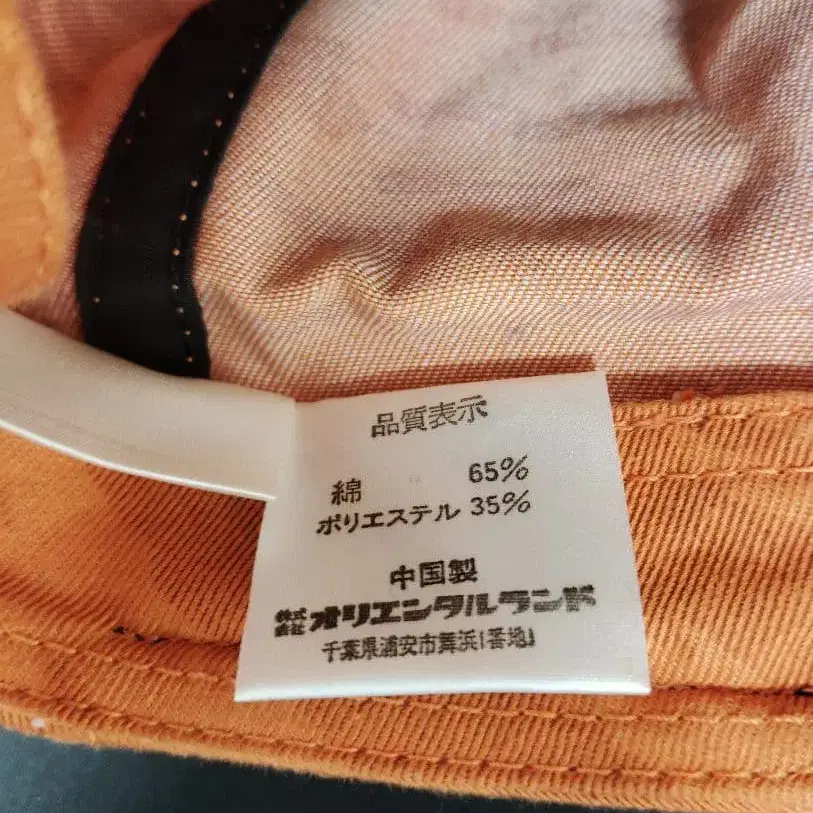 品質表示
綿 65%
ポリエステル 35%
中国製
株式会社オリエンタルランド
千葉県浦安市舞浜1番地